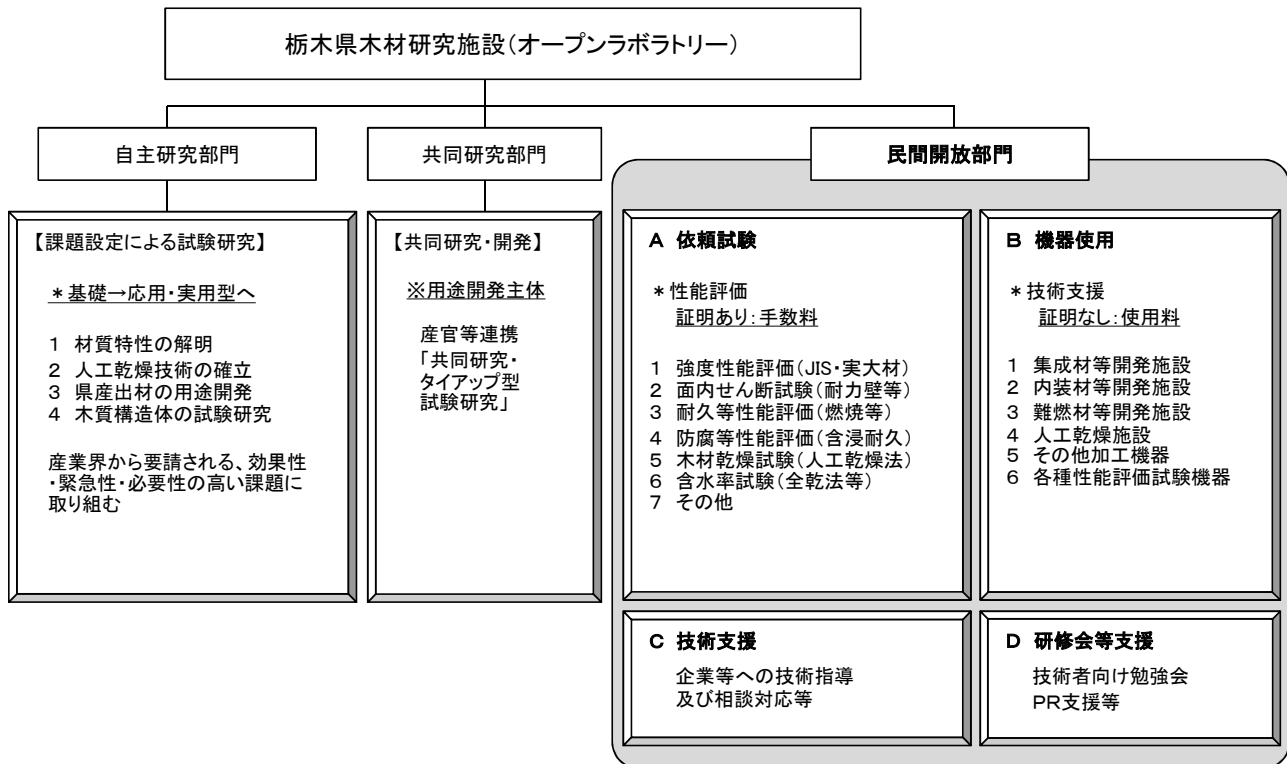 栃木県木材研究施設(オープンラボラトリー)
自主研究部門
共同研究部門
民間開放部門
【課題設定による試験研究】
*基礎→応用・実用型へ
1 材質特性の解明
2 人工乾燥技術の確立
3 県産出材の用途開発
4 木質構造体の試験研究
産業界から要請される、効果性
・緊急性・必要性の高い課題に
取り組む
【共同研究・開発】
※用途開発主体
産官等連携
「共同研究・
タイアップ型
試験研究」
A 依頼試験
*性能評価
証明あり:手数料
1 強度性能評価(JIS・実大材)
2 面内せん断試験(耐力壁等)
3 耐久等性能評価(燃焼等)
4 防腐等性能評価(含浸耐久)
5 木材乾燥試験(人工乾燥法)
6 含水率試験(全乾法等)
7 その他
B 機器使用
*技術支援
証明なし:使用料
1 集成材等開発施設
2 内装材等開発施設
3 難燃材等開発施設
4 人工乾燥施設
5 その他加工機器
6 各種性能評価試験機器
C 技術支援
企業等への技術指導
及び相談対応等
D 研修会等支援
技術者向け勉強会
PR支援等